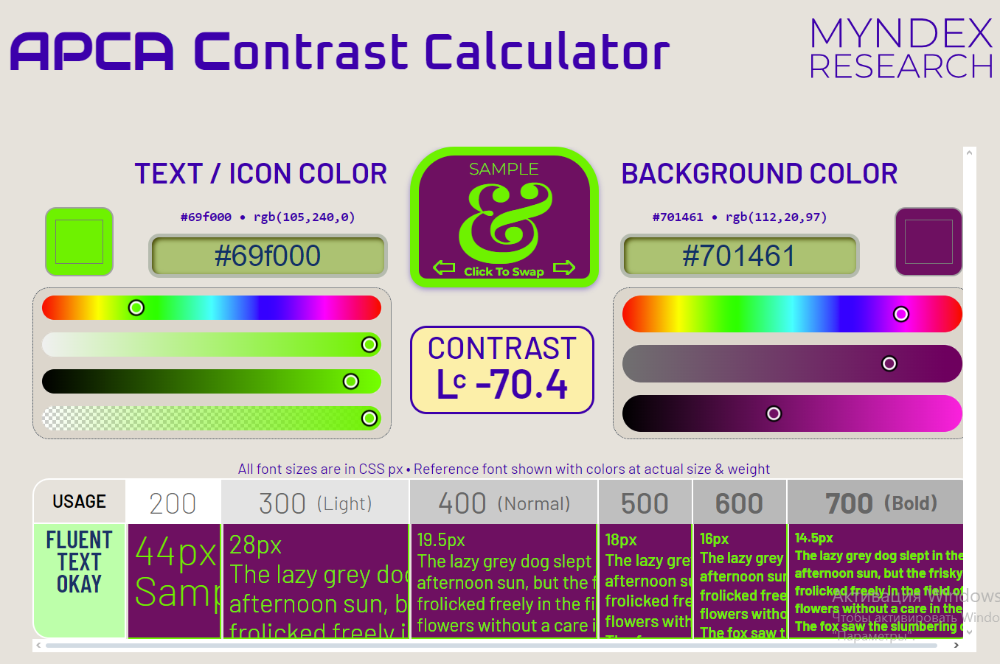 APCA Contrast Calculator
MYNDEX
RESEARCH
TEXT / ICON COLOR
#69f000 • rgb(105,240,0)
#69f000
SAMPLE
&
Click To Swap
BACKGROUND COLOR
#701461 • rgb(112,20,97)
#701461
CONTRAST
Lc -70.4
All font sizes are in CSS px • Reference font shown with colors at actual size & weight
USAGE 200 300 (Light) 400 (Normal) 500 600 700 (Bold)
FLUENT
TEXT
OKAY
44px
Samp
28px
The lazy grey dog
afternoon sun, b
frolicked freely i
19.5px
The lazy grey dog slept
afternoon sun, but the f
frolicked freely in the fi
flowers without a care i
18px
The lazy gre
afternoon su
frolicked fre
flowers with
The fox
16px
The lazy grey
afternoon sun
frolicked free
flowers witho
The fox saw t
14.5px
The lazy grey dog slept in the
afternoon sun, but the frisky
frolicked freely in the field of
flowers without a care in the
The fox saw the slumbering d
Активация Windows
Чтобы активировать Windo
"Параметры".